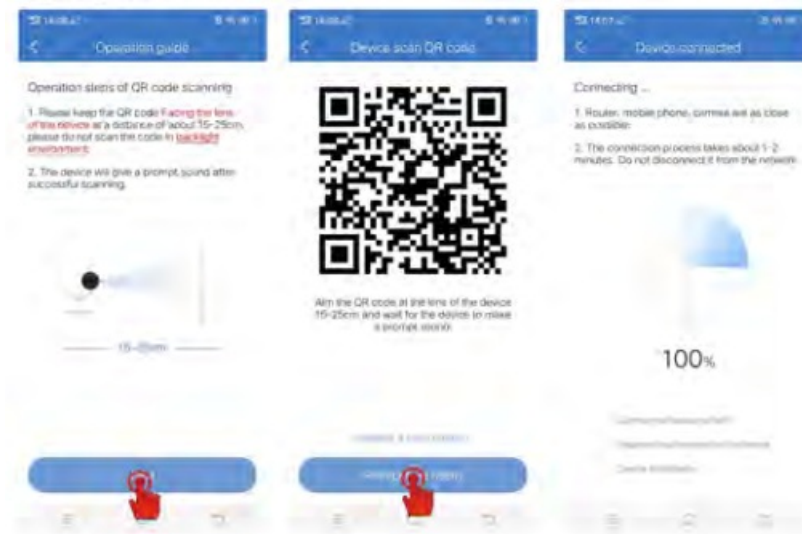 Operation guide
Operation steps of QR code scanning
1. Please keep the QR code Facing the lens
of the device at a distance of about 15-25cm,
please do not scan the code in backlight
environment.
2. The device will give a prompt sound after
successful scanning.
15-25cm
Device scan QR code
Aim the QR code at the lens of the device
15-25cm and wait for the device to make
a prompt sound
Device connected
Connecting ...
1. Router, mobile phone, camera are as close
as possible.
2. The connection process takes about 1-2
minutes. Do not disconnect it from the network.
100%